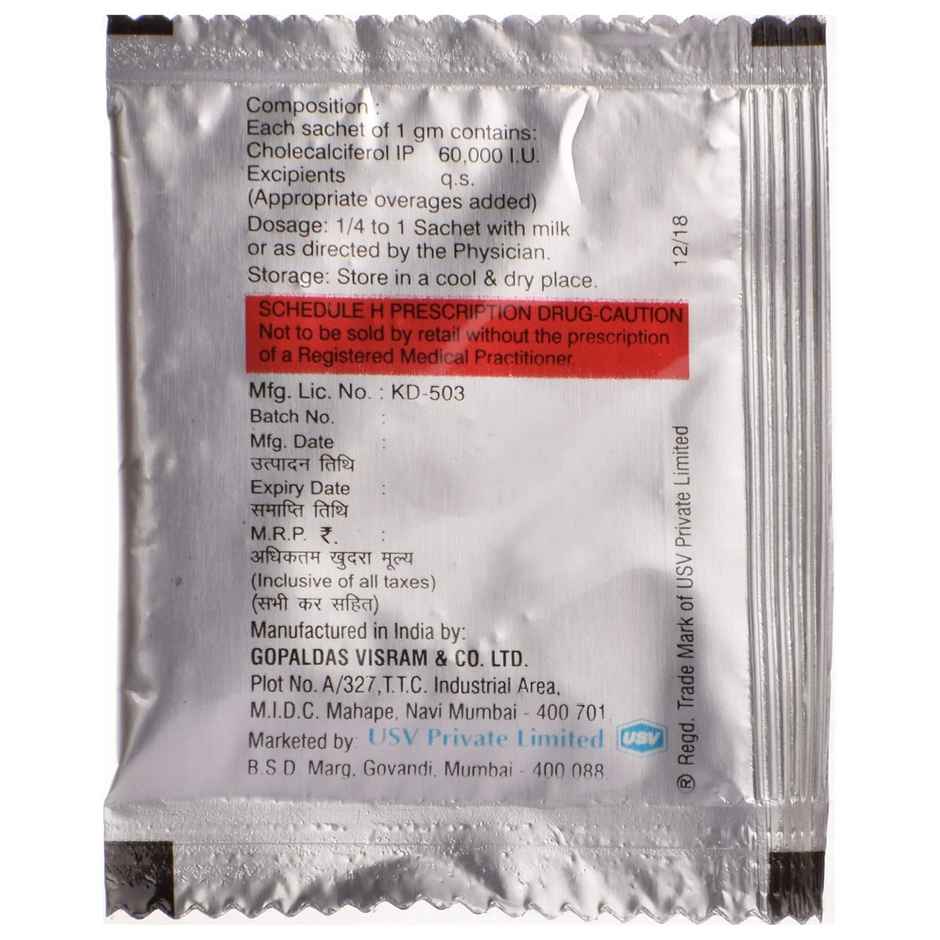 Composition :
Each sachet of 1 gm contains:
Cholecalciferol IP 60,000 I.U.
Excipients q.s.
(Appropriate overages added)
Dosage: 1/4 to 1 Sachet with milk
or as directed by the Physician.
Storage: Store in a cool & dry place.
SCHEDULE H PRESCRIPTION DRUG-CAUTION
Not to be sold by retail without the prescription
of a Registered Medical Practitioner.
Mfg. Lic. No. : KD-503
Batch No. :
Mfg. Date :
उत्पादन तिथि
Expiry Date :
समाप्ति तिथि
M.R.P. ₹. :
अधिकतम खुदरा मूल्य
(Inclusive of all taxes)
(सभी कर सहित)
Manufactured in India by:
GOPALDAS VISRAM & CO. LTD.
Plot No. A/327,T.T.C. Industrial Area,
M.I.D.C. Mahape, Navi Mumbai - 400 701
Marketed by USV Private Limited USV
B.S.D. Marg, Govandi, Mumbai - 400 088
12/18
® Regd. Trade Mark of USV Private Limited